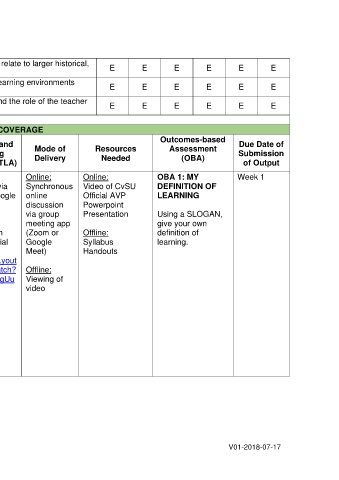 relate to larger historical, E E E E E E
earning environments E E E E E E
nd the role of the teacher E E E E E E
COVERAGE
and
g
TLA)
Mode of
Delivery
Resources
Needed
Outcomes-based
Assessment
(OBA)
Due Date of
Submission
of Output
via
ogle
n
ial
.yout
tch?
gUu
Online:
Synchronous
online
discussion
via group
meeting app
(Zoom or
Google
Meet)
Offline:
Viewing of
video
Online:
Video of CvSU
Official AVP
Powerpoint
Presentation
Offline:
Syllabus
Handouts
OBA 1: MY
DEFINITION OF
LEARNING
Using a SLOGAN,
give your own
definition of
learning.
Week 1
V01-2018-07-17